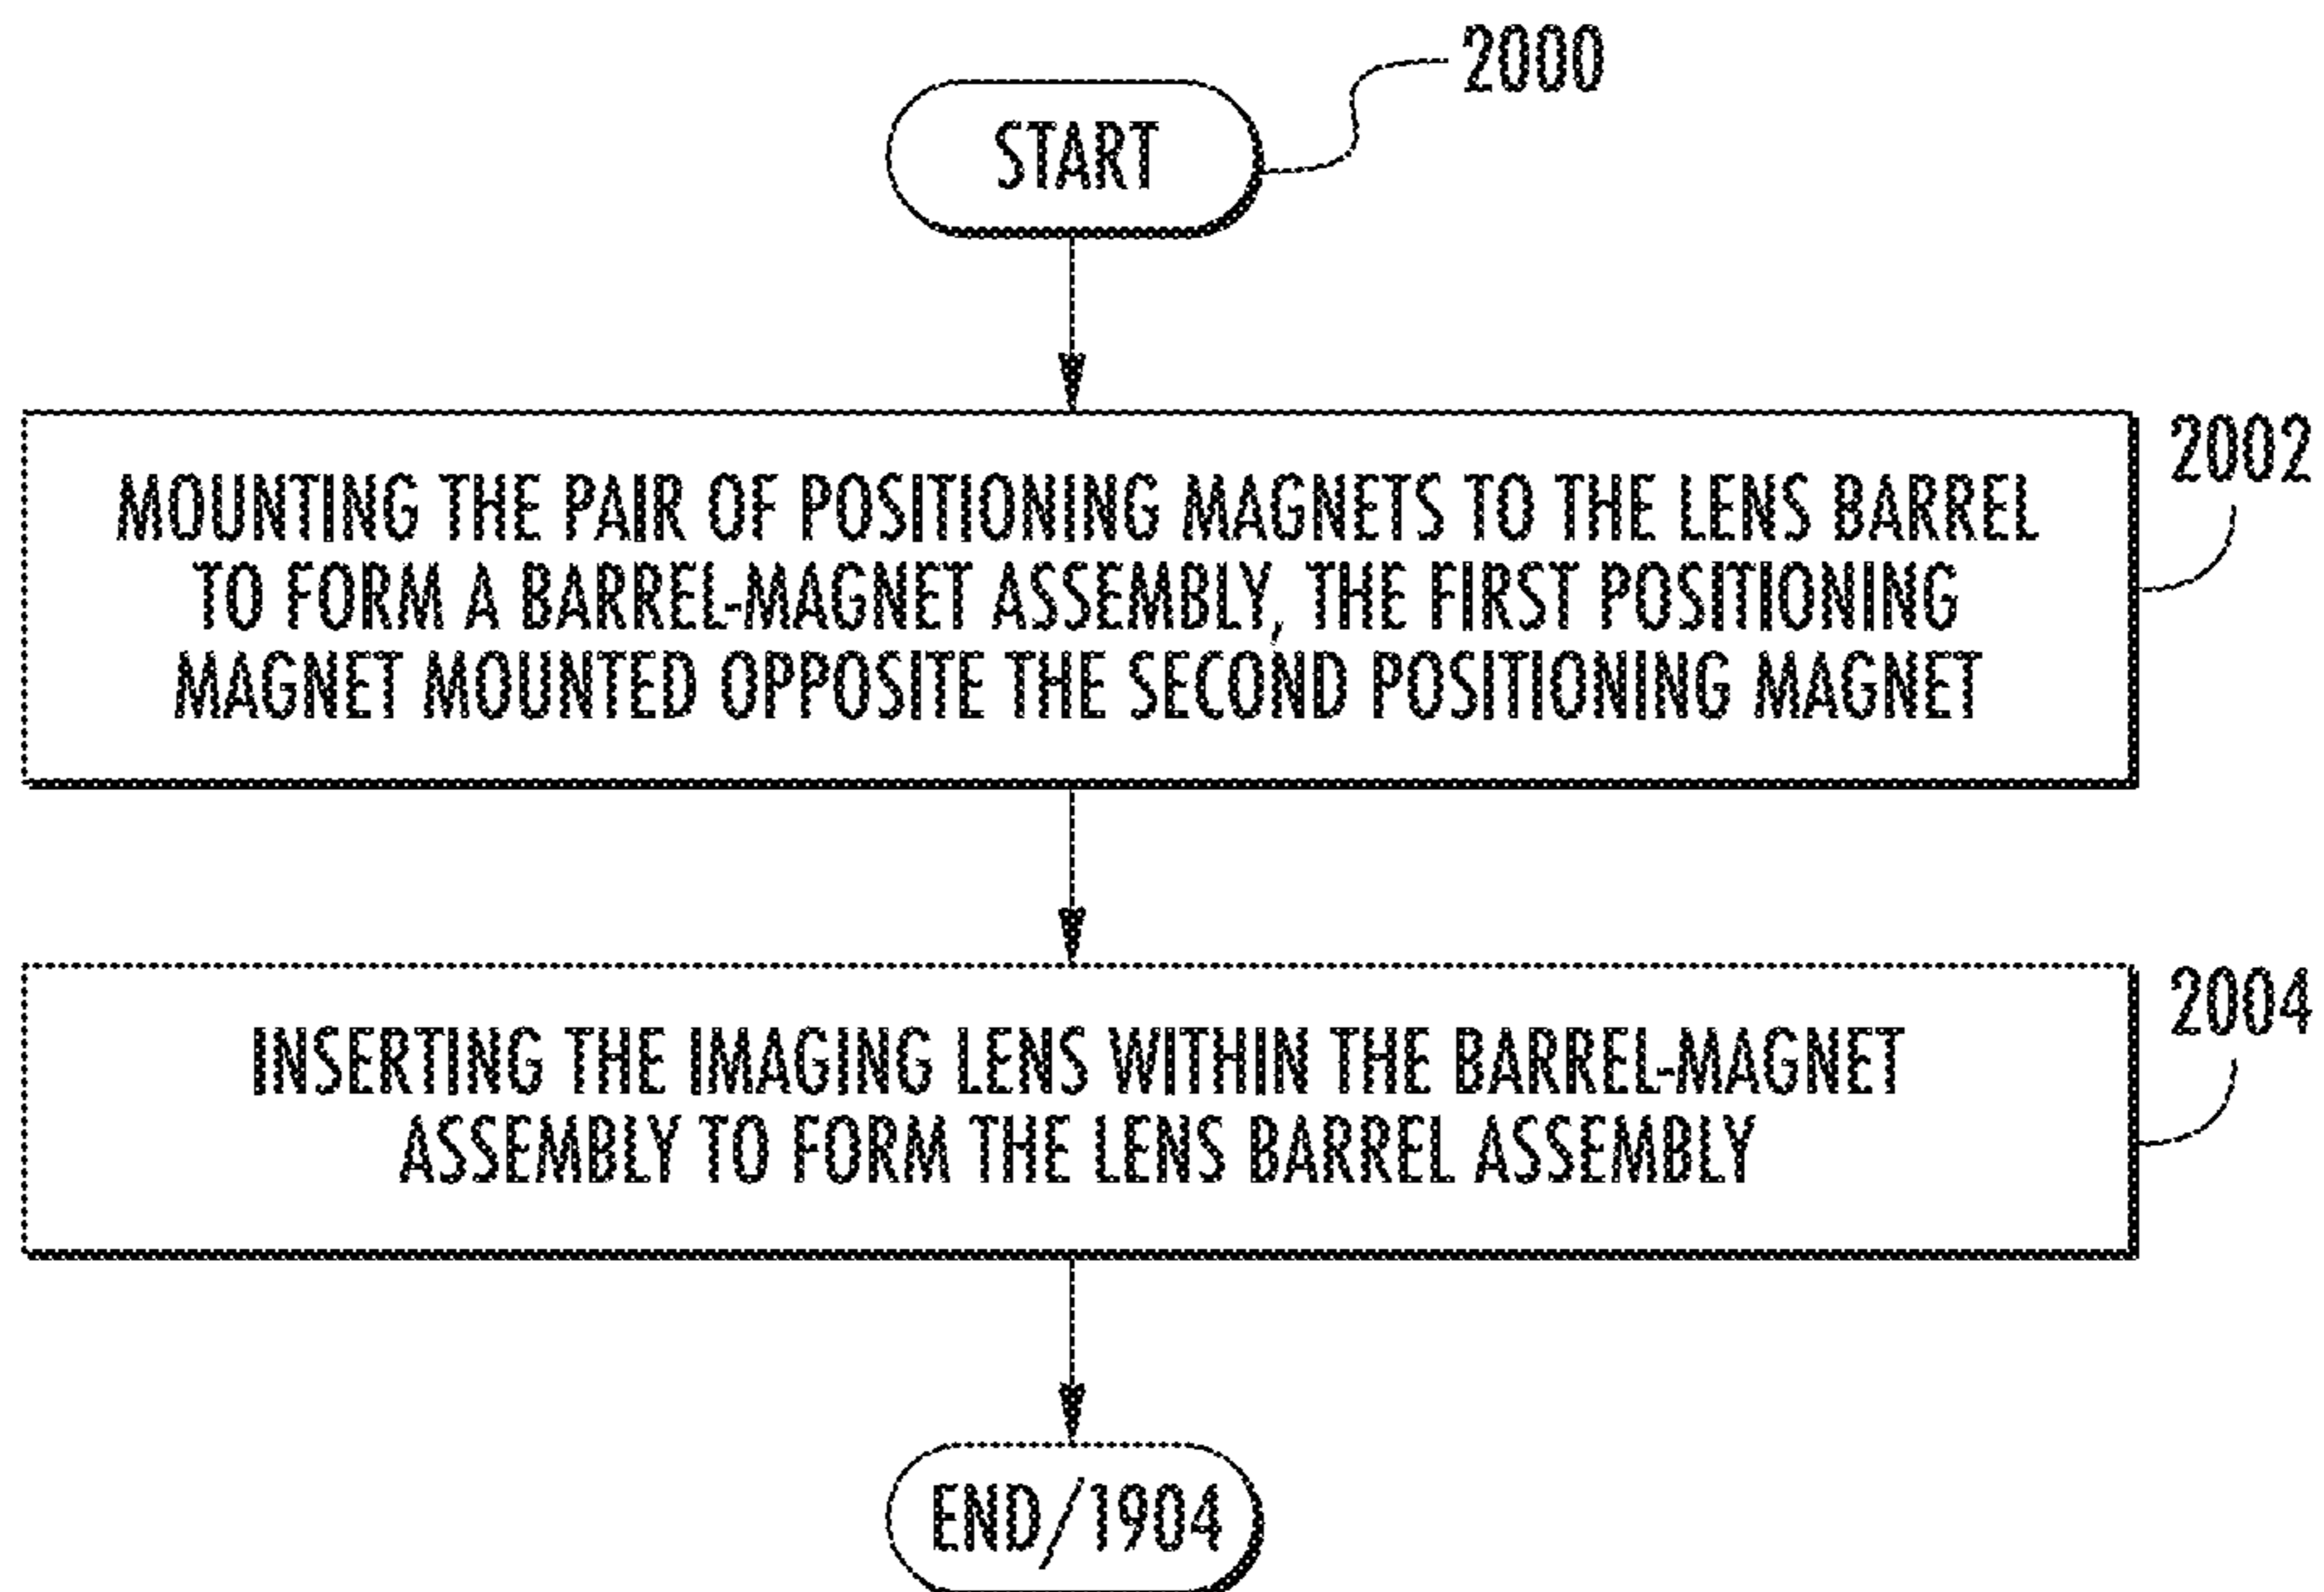 2000
START
2002
MOUNTING THE PAIR OF POSITIONING MAGNETS TO THE LENS BARREL
TO FORM A BARREL-MAGNET ASSEMBLY, THE FIRST POSITIONING
MAGNET MOUNTED OPPOSITE THE SECOND POSITIONING MAGNET
2004
INSERTING THE IMAGING LENS WITHIN THE BARREL-MAGNET
ASSEMBLY TO FORM THE LENS BARREL ASSEMBLY
END/1904